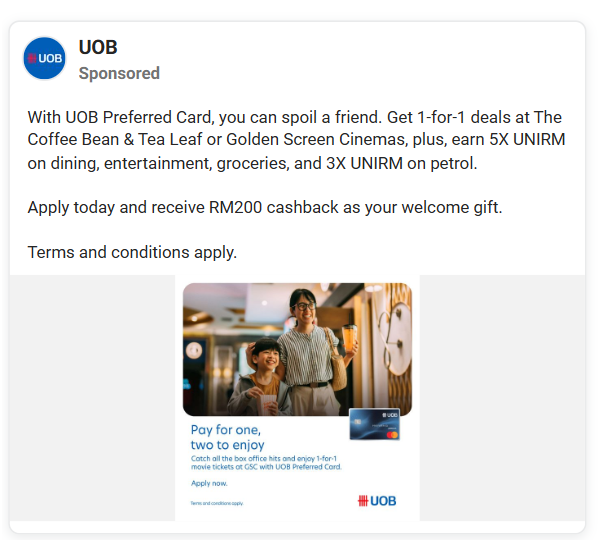 UOB
UOB
Sponsored
With UOB Preferred Card, you can spoil a friend. Get 1-for-1 deals at The
Coffee Bean & Tea Leaf or Golden Screen Cinemas, plus, earn 5X UNIRM
on dining, entertainment, groceries, and 3X UNIRM on petrol.
Apply today and receive RM200 cashback as your welcome gift.
Terms and conditions apply.
UOB
Pay for one,
two to enjoy
Catch all the box office hits and enjoy 1-for-1
movie tickets at GSC with UOB Preferred Card.
Apply now.
Terms and conditions apply.
UOB